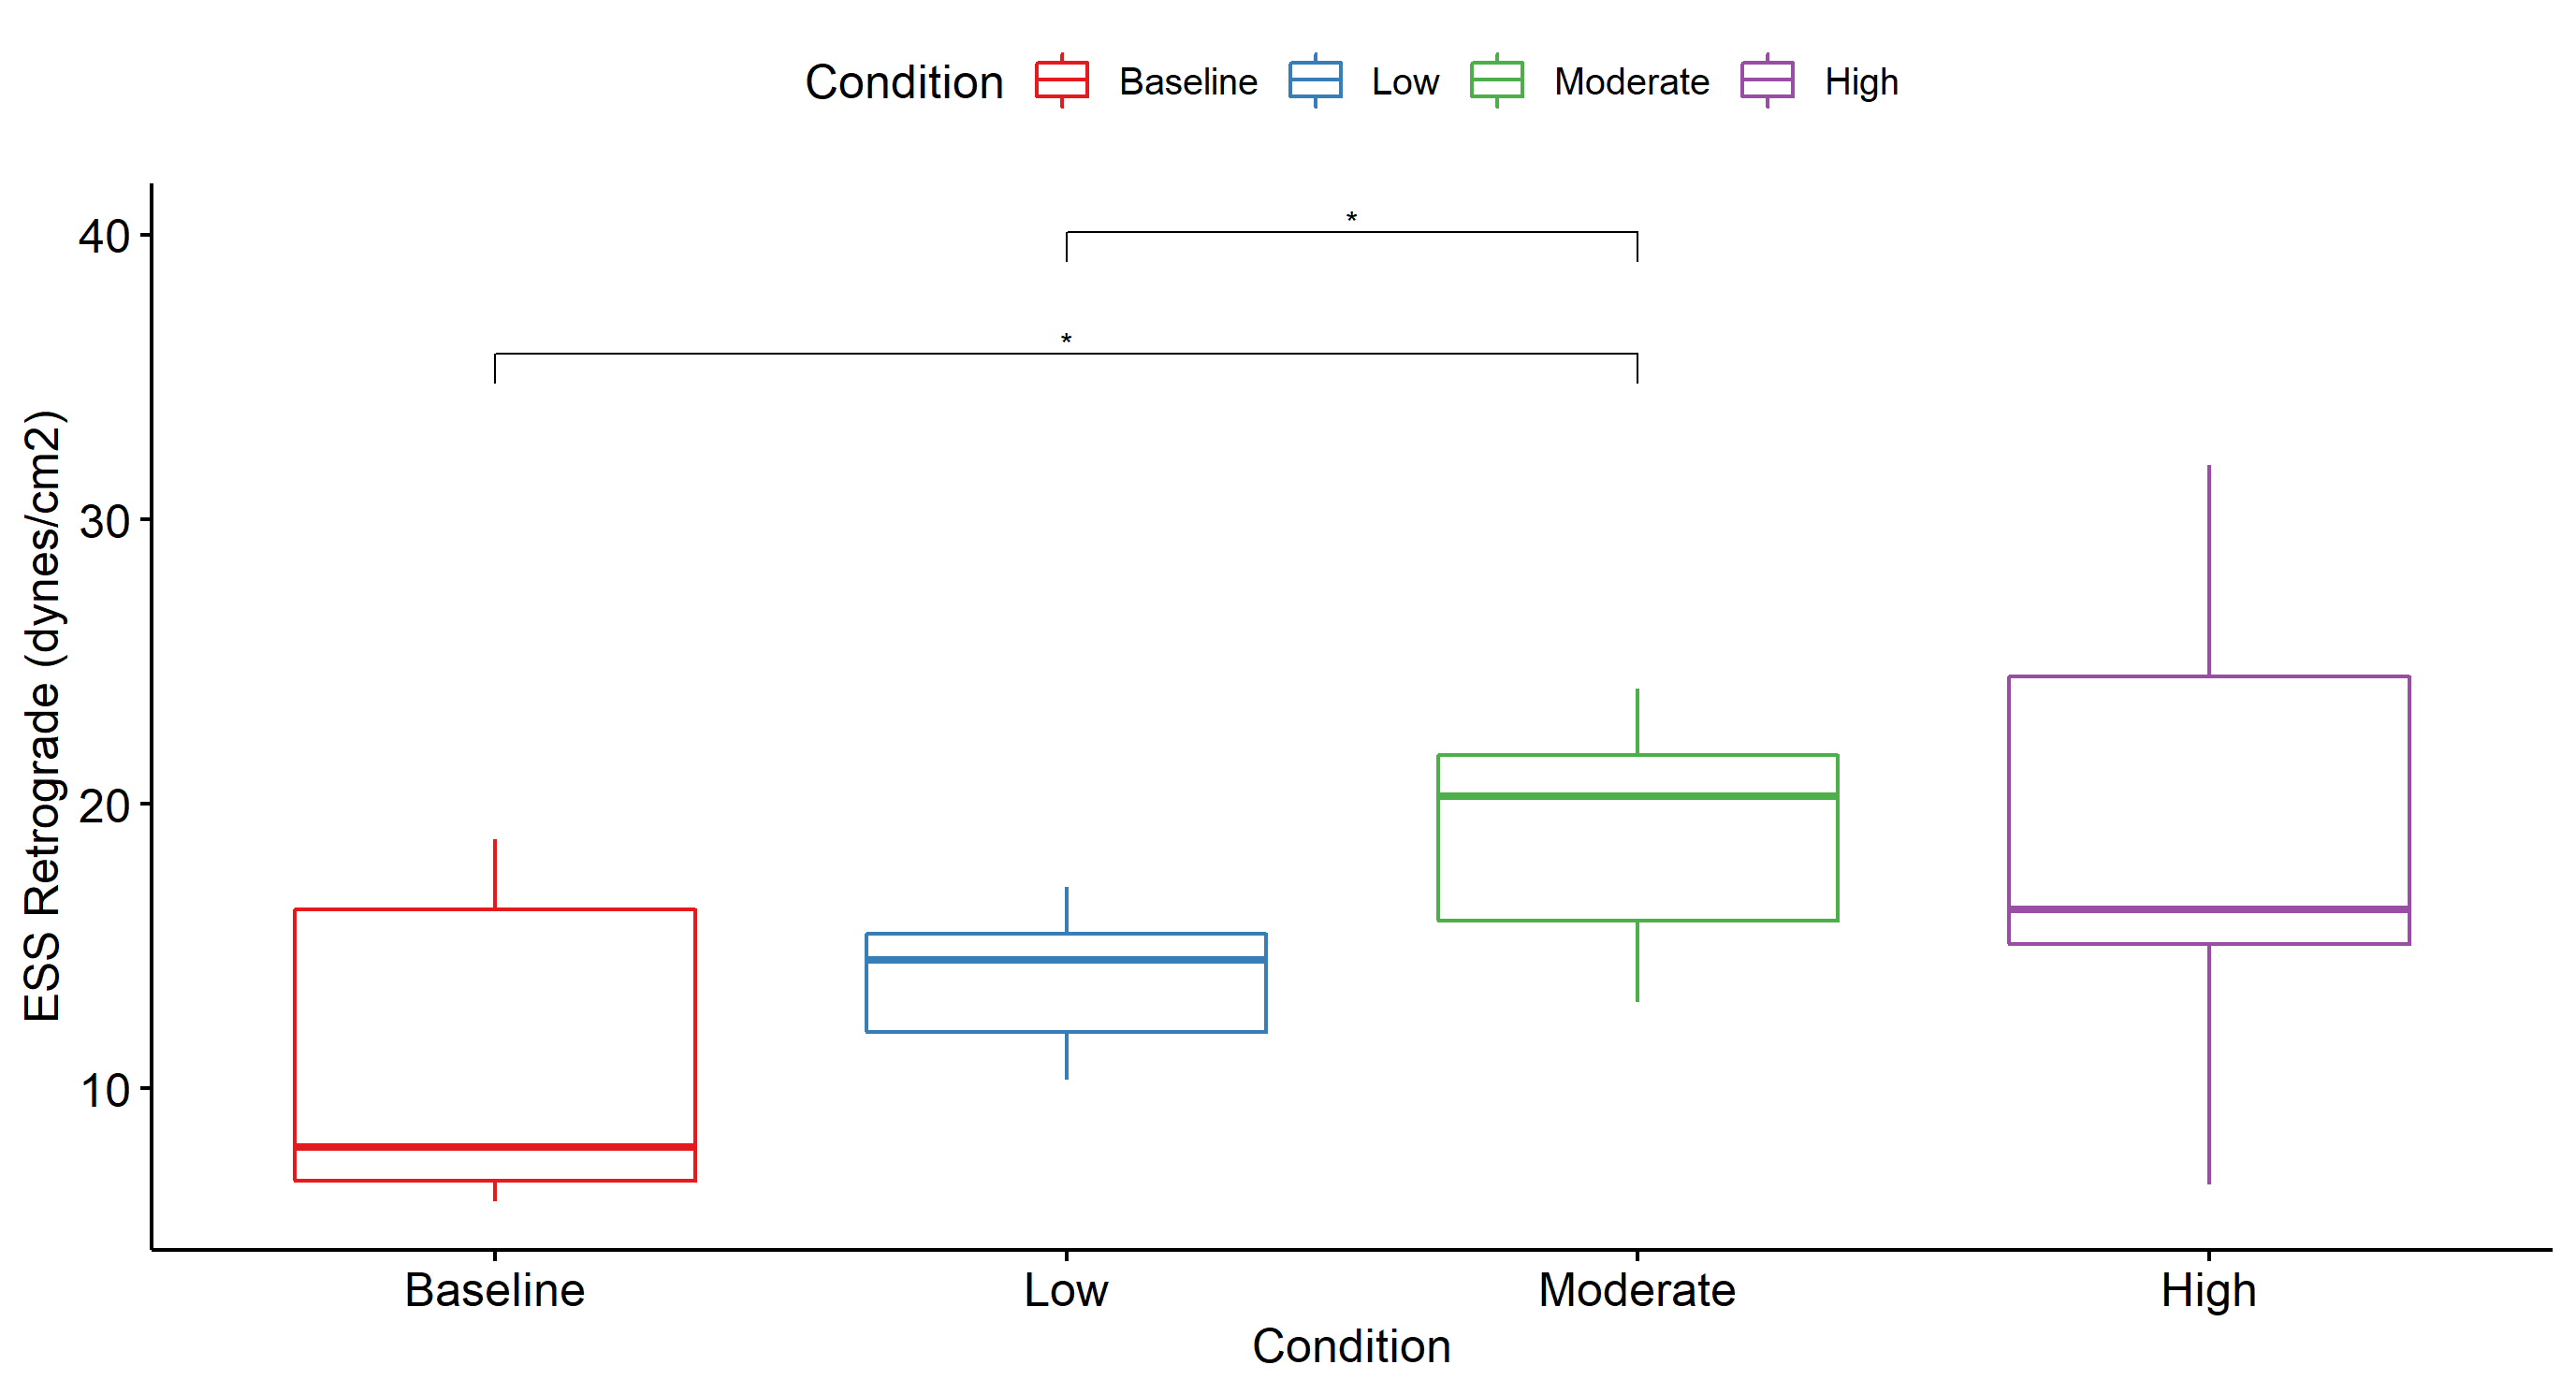 Condition Baseline Low Moderate High
40
*
*
30
20
10
ESS Retrograde (dynes/cm2)
Baseline Low Moderate High
Condition